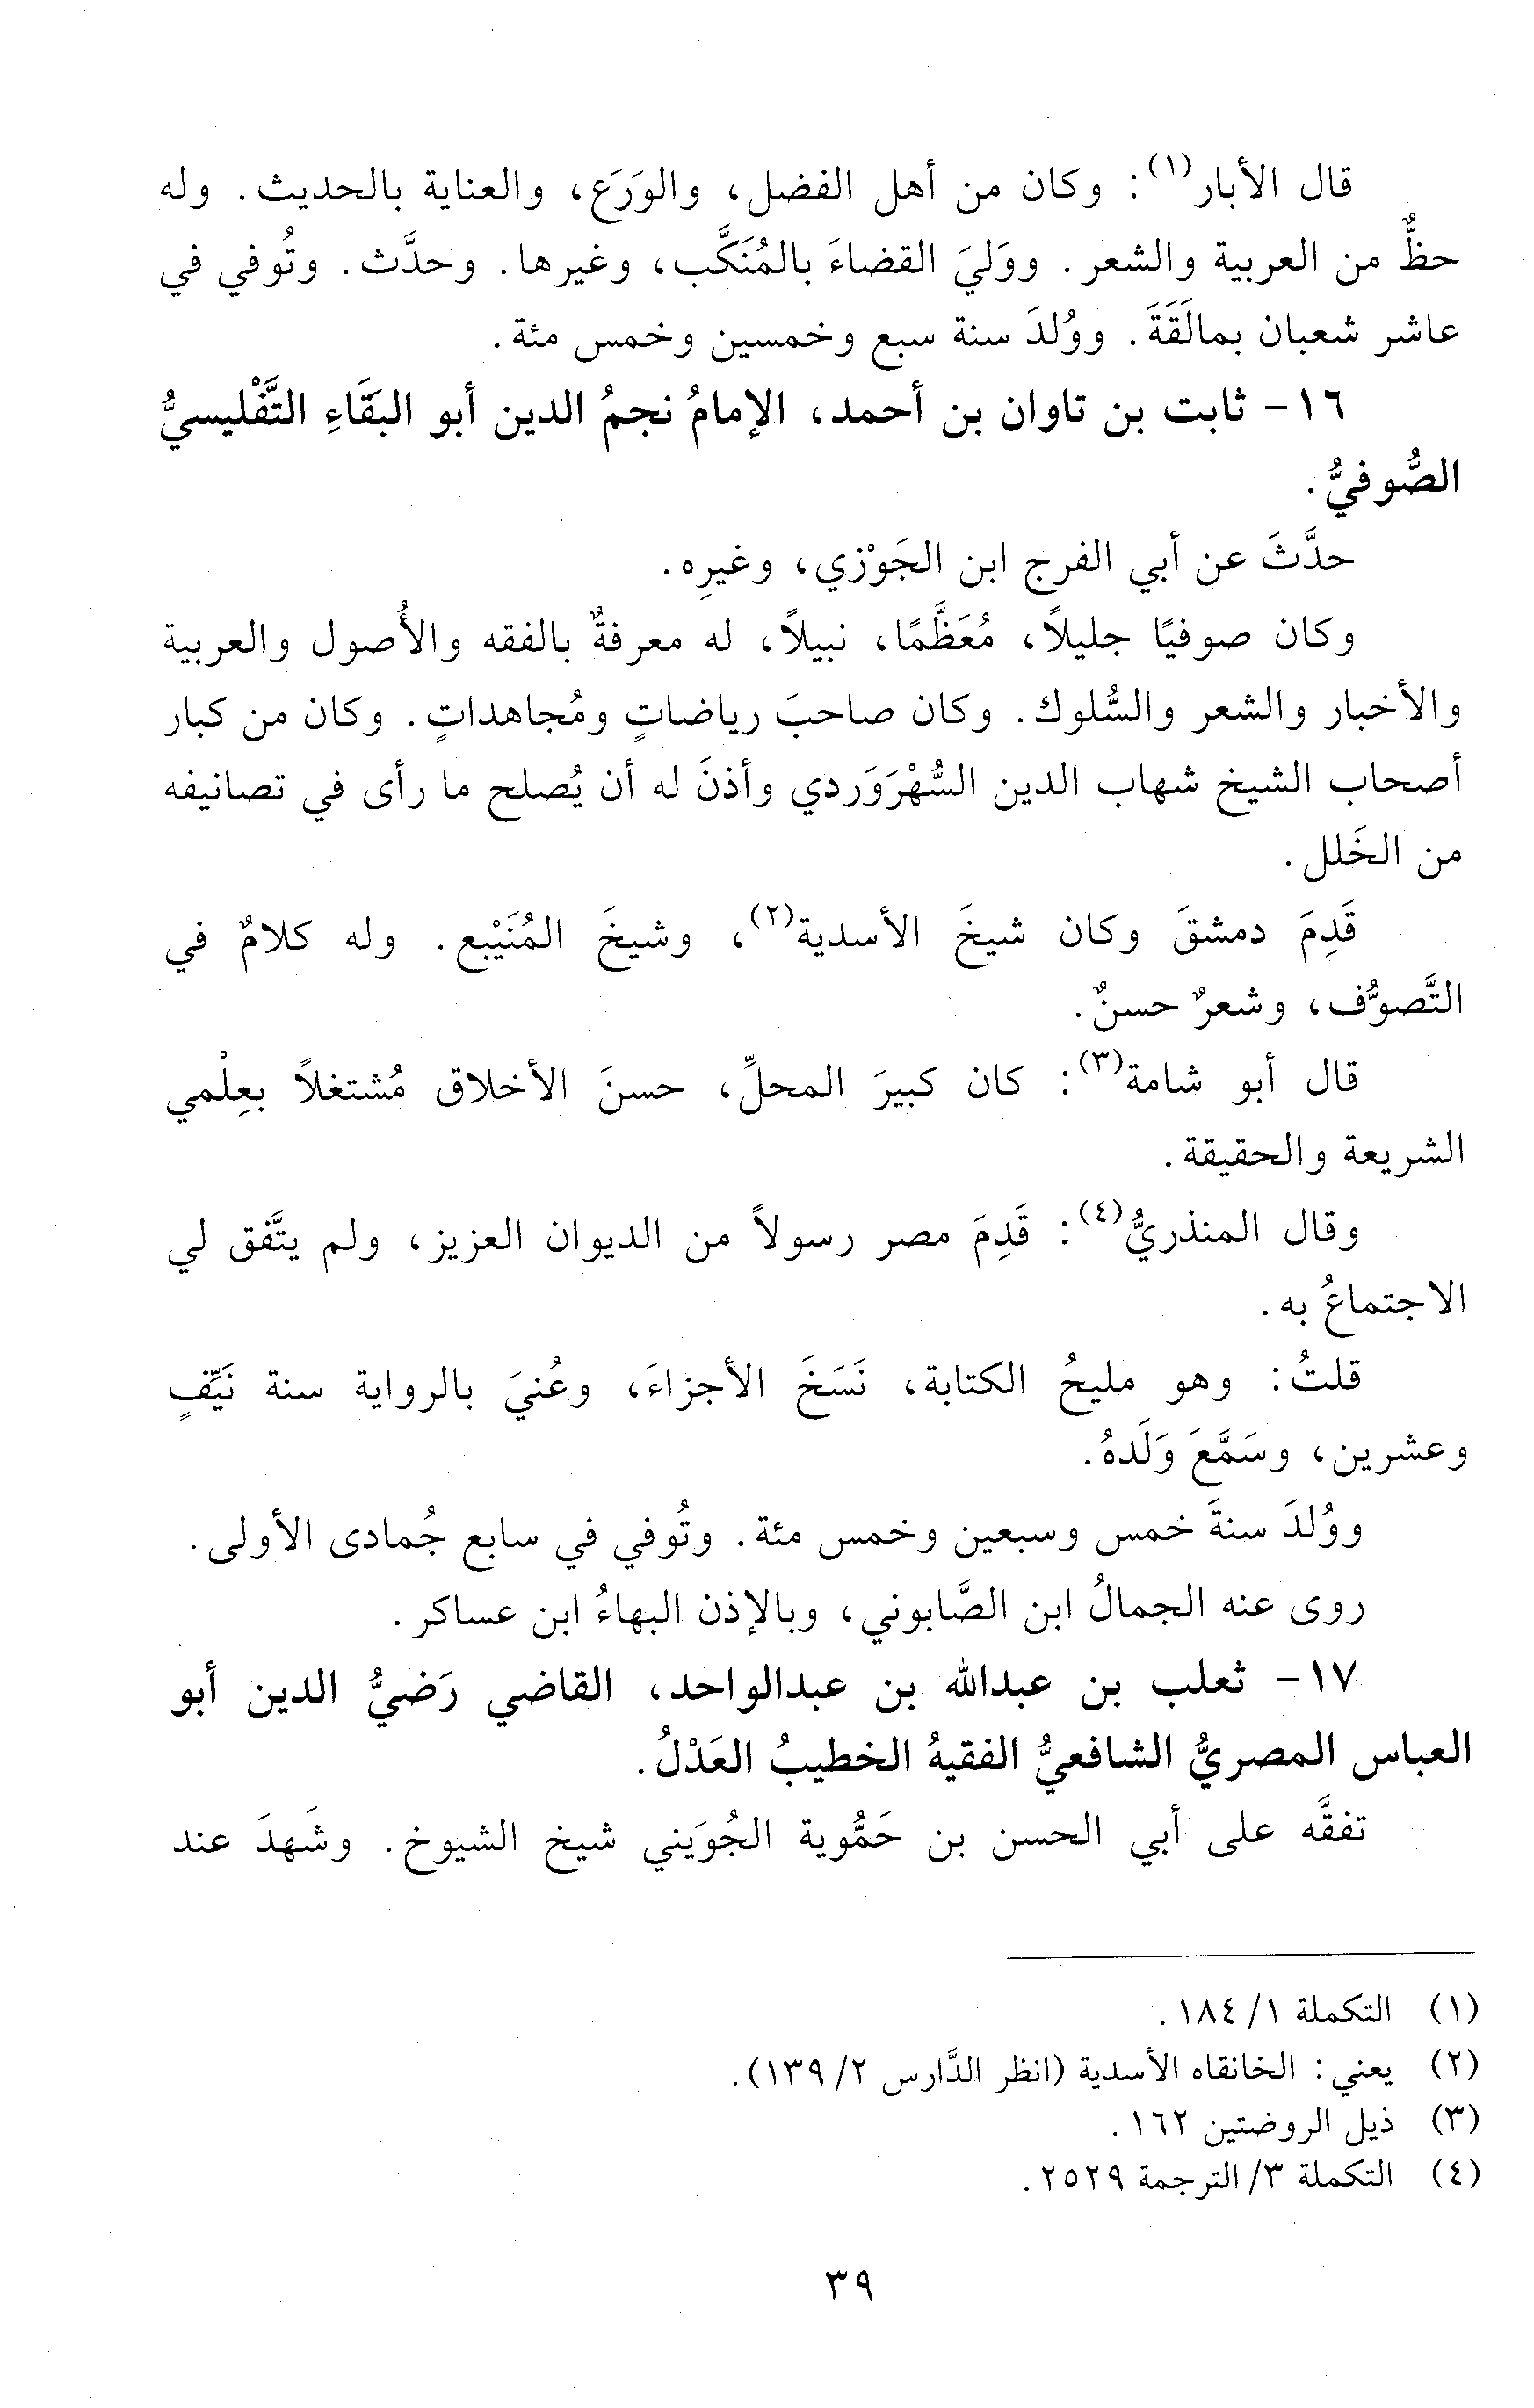 قال الأبار(١): وكان من أهل الفضل، والوَرَع، والعناية بالحديث. وله
حظٌّ من العربية والشعر. ووَليَ القضاءَ بالمُنَكَّب، وغيرها. وحدَّث. وتُوفي في
عاشر شعبان بمالَقَةَ. ووُلدَ سنة سبع وخمسين وخمس مئة.
١٦- ثابت بن تاوان بن أحمد، الإمامُ نجمُ الدين أبو البقَاءِ التَّفْليسيُّ
الصُّوفيُّ.
حدَّثَ عن أبي الفرج ابن الجَوْزي، وغيرِه.
وكان صوفيًا جليلاً، مُعَظَّمًا، نبيلاً، له معرفةٌ بالفقه والأُصول والعربية
والأخبار والشعر والسُّلوك. وكان صاحبَ رياضاتٍ ومُجاهداتٍ. وكان من كبار
أصحاب الشيخ شهاب الدين السُّهْرَوَردي وأذنَ له أن يُصلح ما رأى في تصانيفه
من الخَلل.
قَدِمَ دمشقَ وكان شيخَ الأسدية(٢)، وشيخَ المُنَيْبع. وله كلامٌ في
التَّصوُّف، وشعرٌ حسنٌ.
قال أبو شامة(٣): كان كبيرَ المحلِّ، حسنَ الأخلاق مُشتغلاً بعِلْمي
الشريعة والحقيقة.
وقال المنذريُّ(٤): قَدِمَ مصر رسولاً من الديوان العزيز، ولم يتَّفق لي
الاجتماعُ به.
قلتُ: وهو مليحُ الكتابة، نَسَخَ الأجزاءَ، وعُنيَ بالرواية سنة نَيِّفٍ
وعشرين، وسَمَّعَ وَلَدهُ.
ووُلدَ سنةَ خمس وسبعين وخمس مئة. وتُوفي في سابع جُمادى الأولى.
روى عنه الجمالُ ابن الصَّابوني، وبالإذن البهاءُ ابن عساكر.
١٧- ثعلب بن عبدالله بن عبدالواحد، القاضي رَضيُّ الدين أبو
العباس المصريُّ الشافعيُّ الفقيهُ الخطيبُ العَدْلُ.
تفقَّه على أبي الحسن بن حَمُّوية الجُوَيني شيخ الشيوخ. وشَهدَ عند
(١) التكملة ١/ ١٨٤.
(٢) يعني: الخانقاه الأسدية (انظر الدَّارس ٢/ ١٣٩).
(٣) ذيل الروضتين ١٦٢.
(٤) التكملة ٣/ الترجمة ٢٥٢٩.
٣٩